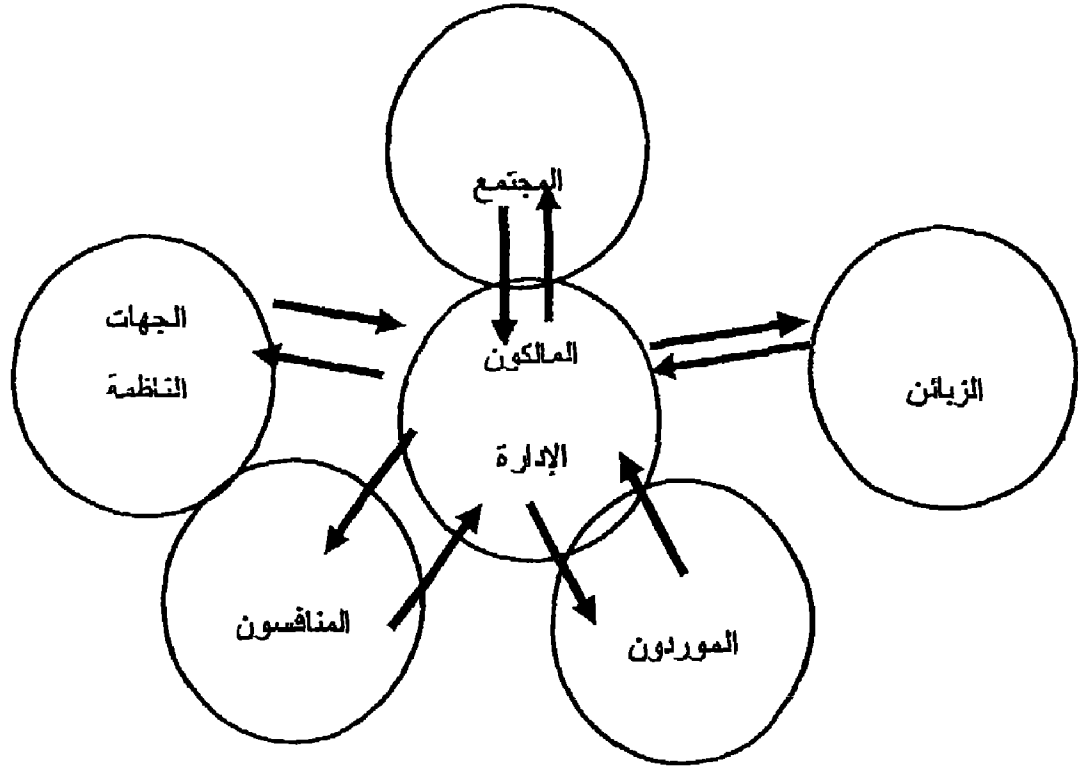 المجتمع
الجهات
الناظمة
المالكون
الإدارة
الزبائن
المنافسون
الموردون